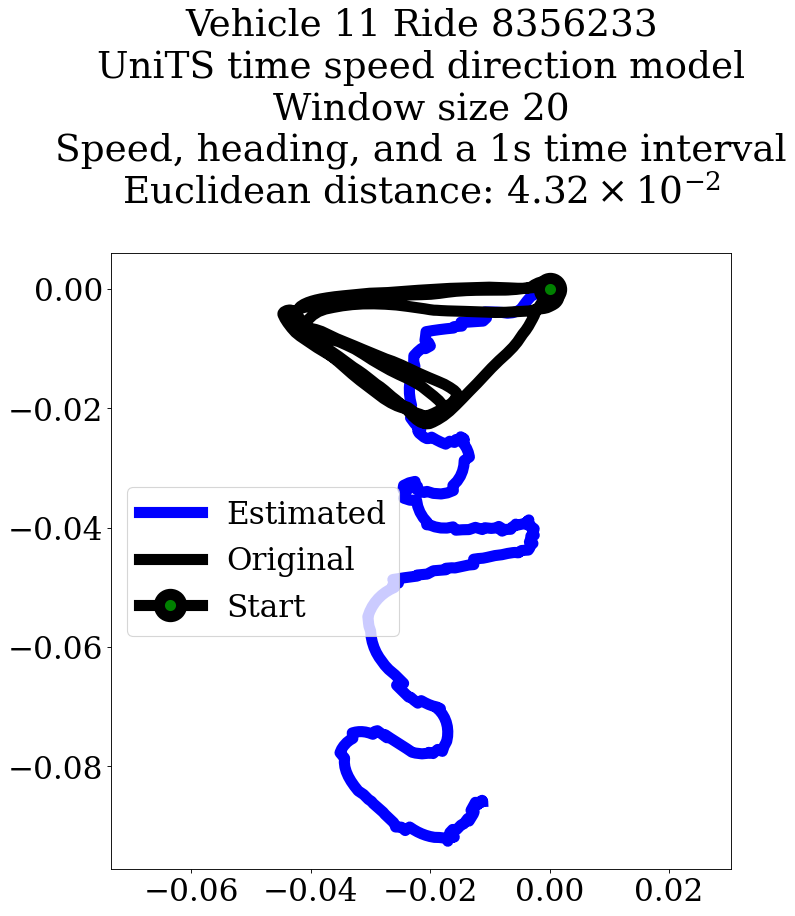 Vehicle 11 Ride 8356233
UniTS time speed direction model
Window size 20
Speed, heading, and a 1s time interval
Euclidean distance: 4.32 × 10⁻²
0.00
−0.02
−0.04
−0.06
−0.08
Estimated
Original
Start
−0.06 −0.04 −0.02 0.00 0.02